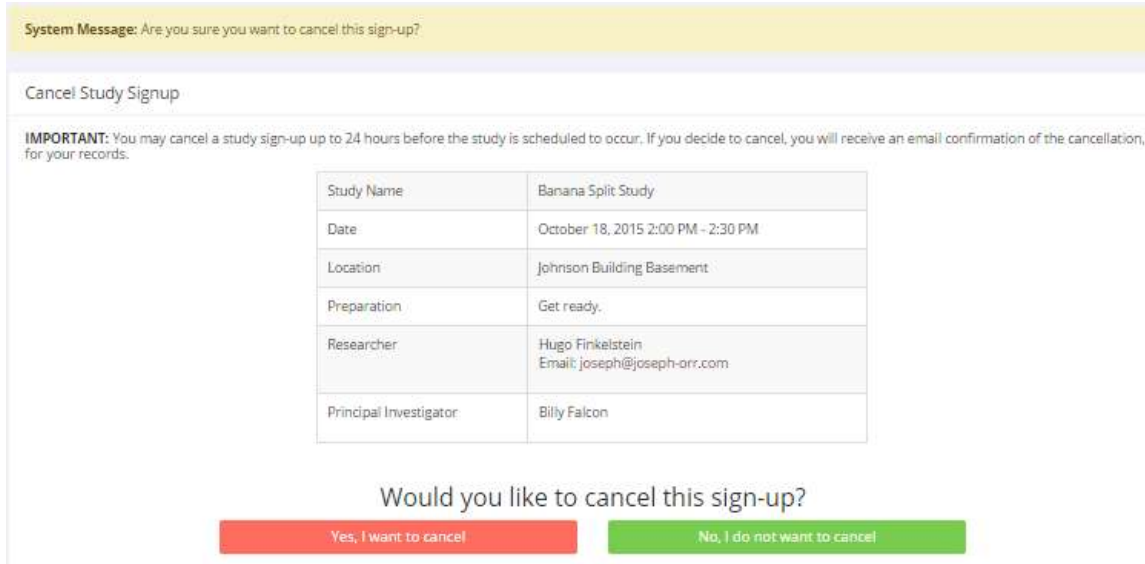 System Message: Are you sure you want to cancel this sign-up?
Cancel Study Signup
IMPORTANT: You may cancel a study sign-up up to 24 hours before the study is scheduled to occur. If you decide to cancel, you will receive an email confirmation of the cancellation,
for your records.
Study Name Banana Split Study
Date October 18, 2015 2:00 PM - 2:30 PM
Location Johnson Building Basement
Preparation Get ready.
Researcher Hugo Finkelstein
Email: joseph@joseph-orr.com
Principal Investigator Billy Falcon
Would you like to cancel this sign-up?
Yes, I want to cancel No, I do not want to cancel